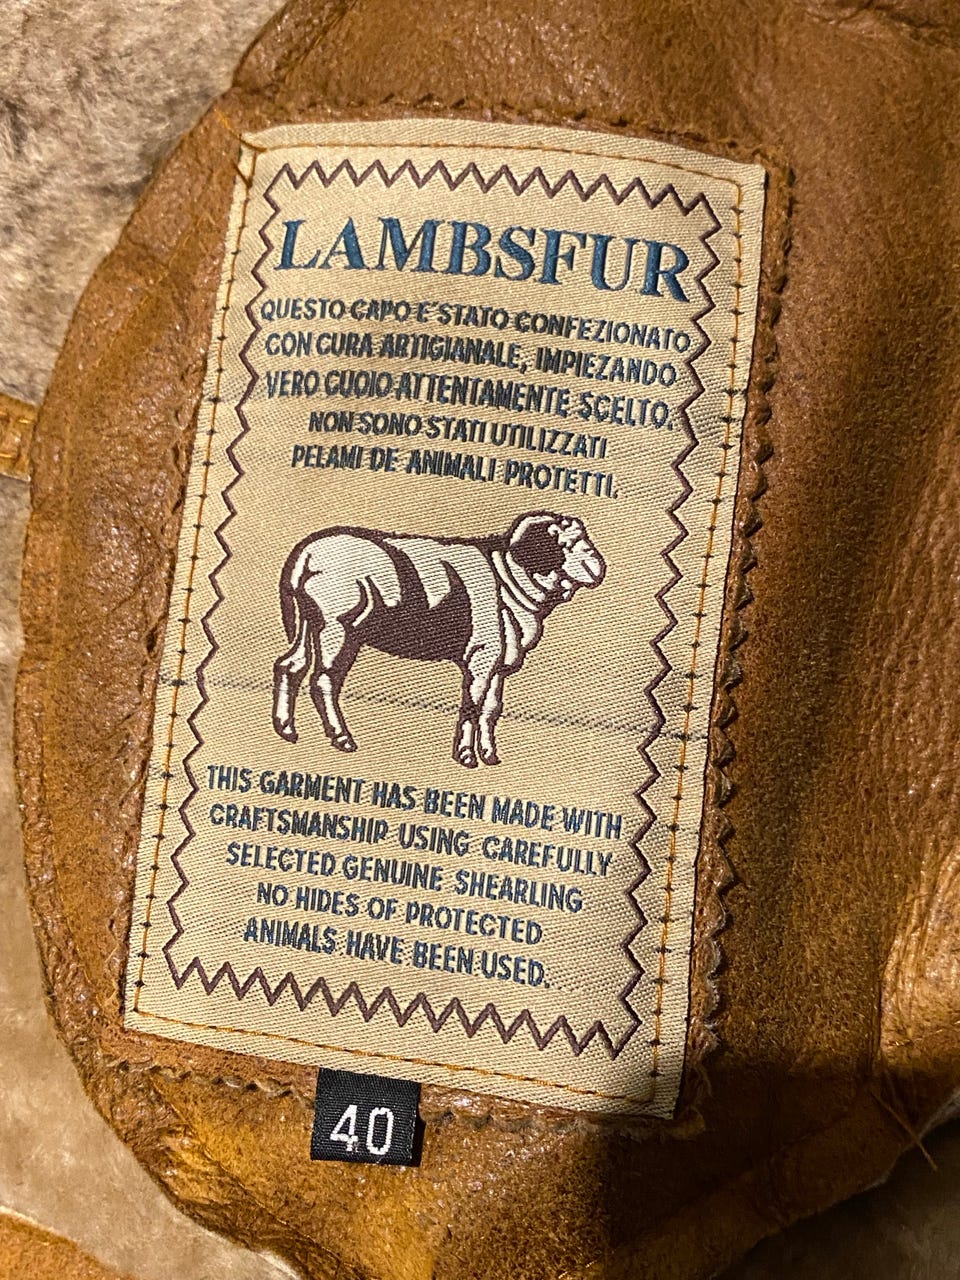 LAMBSFUR
QUESTO CAPO E' STATO CONFEZIONATO
CON CURA ARTIGIANALE, IMPIEZANDO
VERO CUOIO ATTENTAMENTE SCELTO.
NON SONO STATI UTILIZZATI
PELAMI DE ANIMALI PROTETTI.
THIS GARMENT HAS BEEN MADE WITH
CRAFTSMANSHIP USING CAREFULLY
SELECTED GENUINE SHEARLING
NO HIDES OF PROTECTED
ANIMALS HAVE BEEN USED.
40